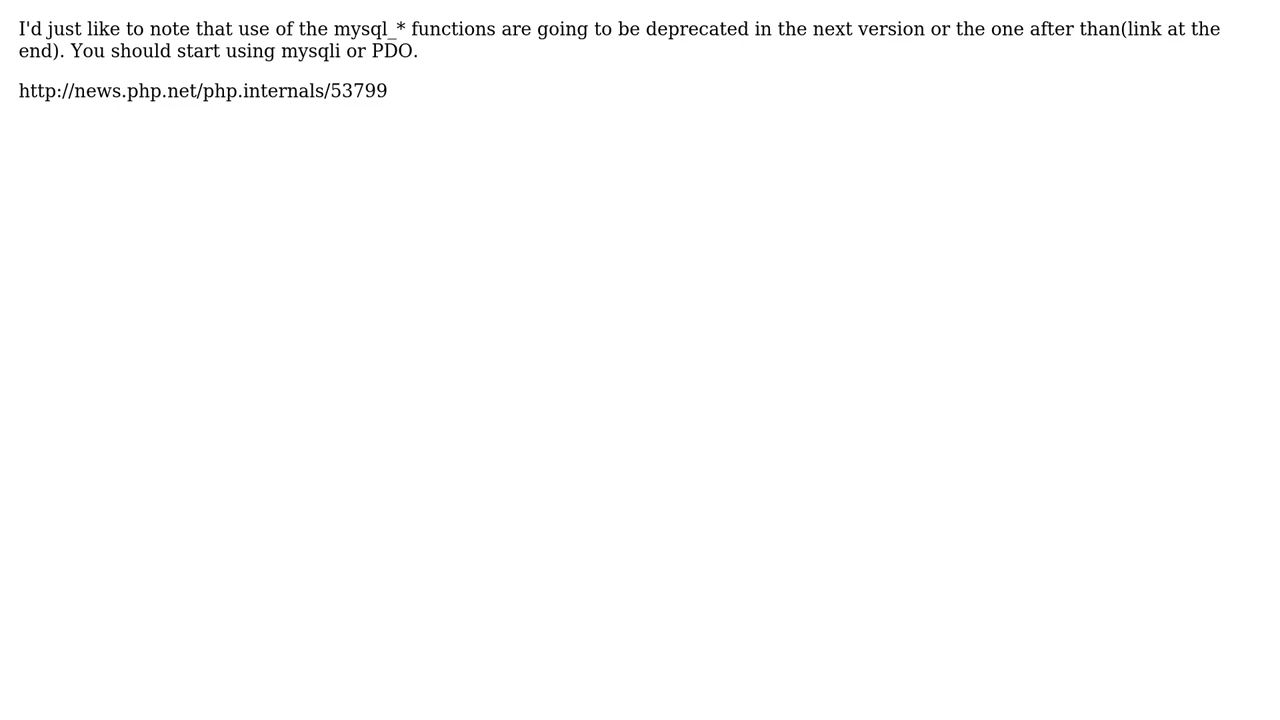 I'd just like to note that use of the mysql_* functions are going to be deprecated in the next version or the one after than(link at the
end). You should start using mysqli or PDO.
http://news.php.net/php.internals/53799